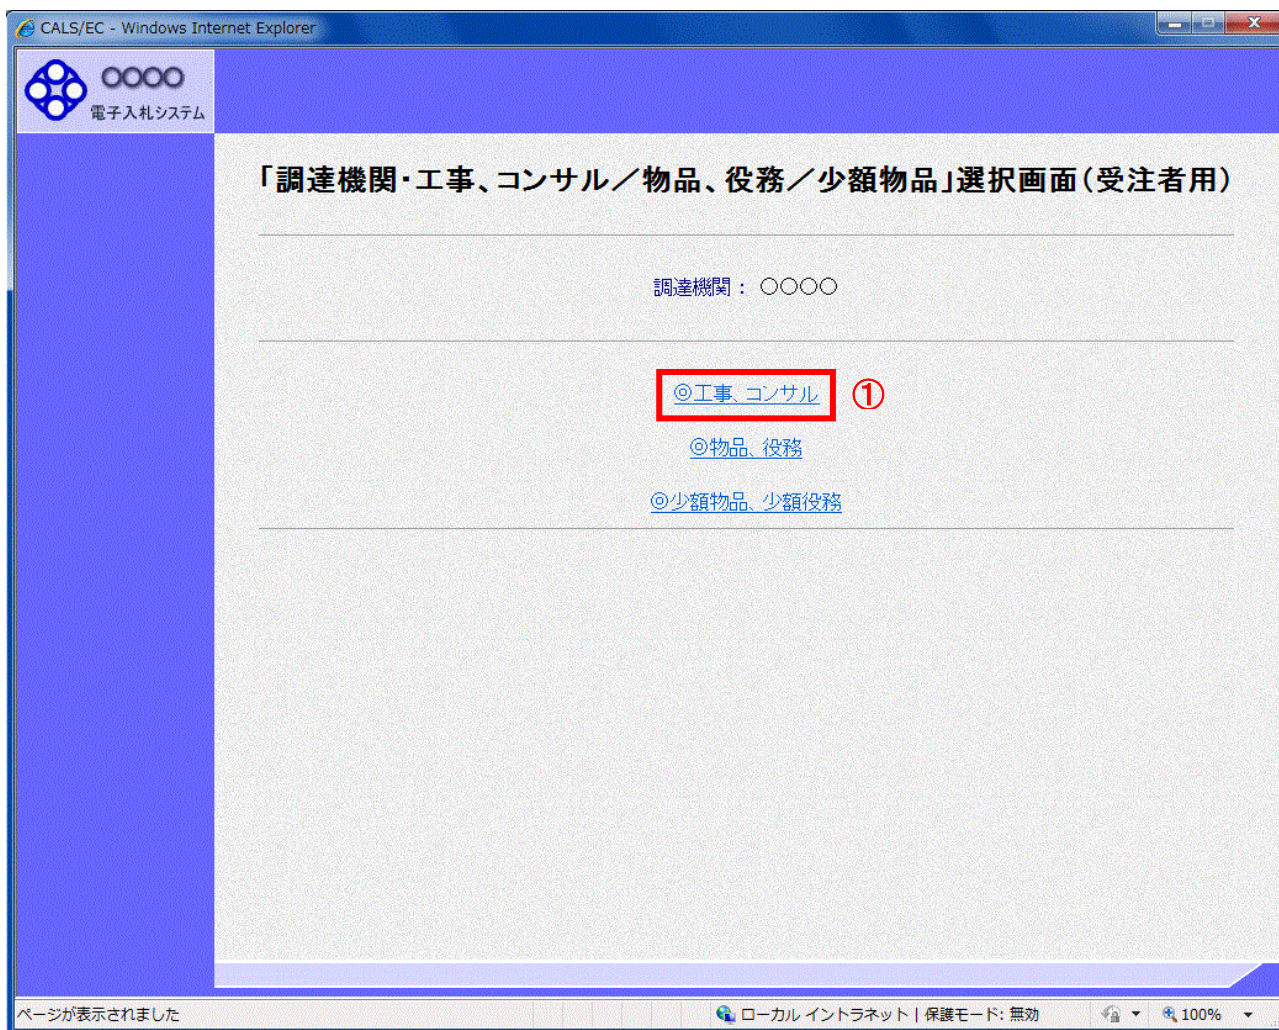 CALS/EC - Windows Internet Explorer
○○○○
電子入札システム
「調達機関・工事、コンサル／物品、役務／少額物品」選択画面（受注者用）
調達機関： ○○○○
◎工事、コンサル ①
◎物品、役務
◎少額物品、少額役務
ページが表示されました ローカル イントラネット | 保護モード: 無効 100%